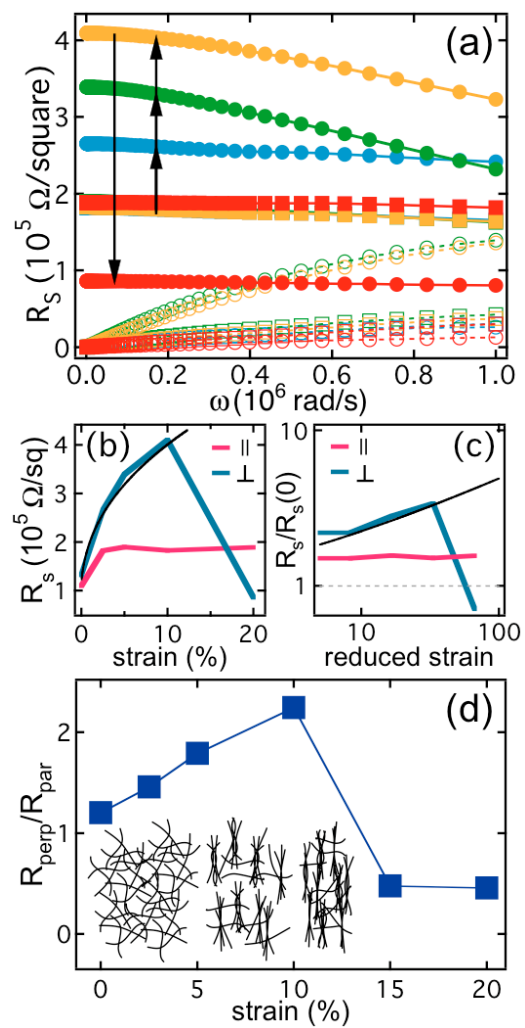 (a)
R_S (10^5 Ω/square)
4
3
2
1
0
0.0 0.2 0.4 0.6 0.8 1.0
ω(10^6 rad/s)
(b)
||
⊥
R_s (10^5 Ω/sq)
4
3
2
1
0 10 20
strain (%)
(c)
||
⊥
R_s/R_s(0)
10
1
10 100
reduced strain
(d)
R_perp/R_par
2
1
0
0 5 10 15 20
strain (%)